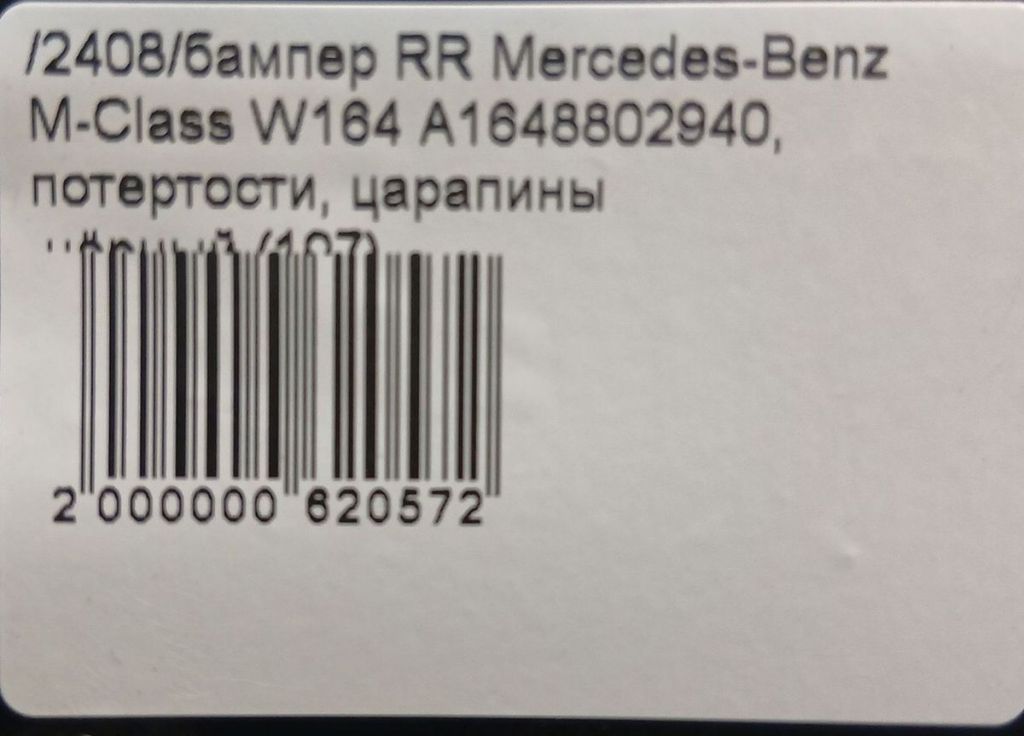 /2408/бампер RR Mercedes-Benz
M-Class W164 A1648802940,
потертости, царапины
2 000000 620572